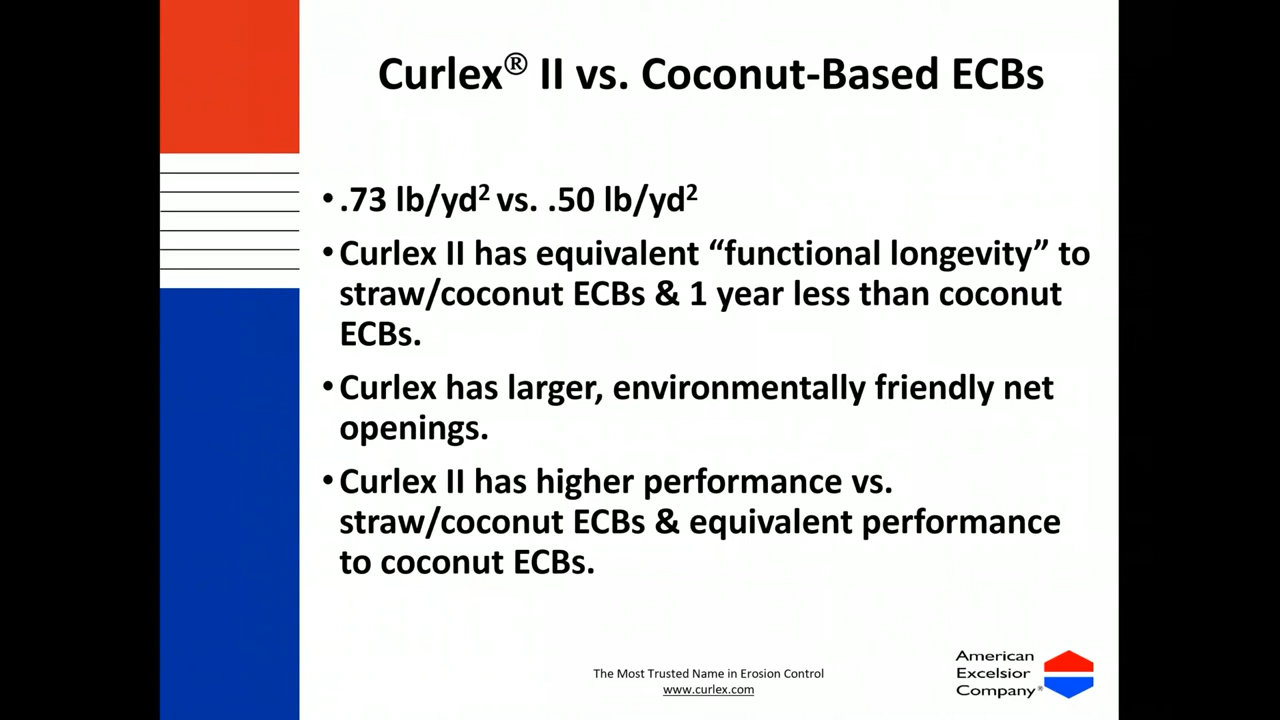 Curlex® II vs. Coconut-Based ECBs
• .73 lb/yd² vs. .50 lb/yd²
• Curlex II has equivalent “functional longevity” to
straw/coconut ECBs & 1 year less than coconut
ECBs.
• Curlex has larger, environmentally friendly net
openings.
• Curlex II has higher performance vs.
straw/coconut ECBs & equivalent performance
to coconut ECBs.
The Most Trusted Name in Erosion Control
www.curlex.com
American
Excelsior
Company®